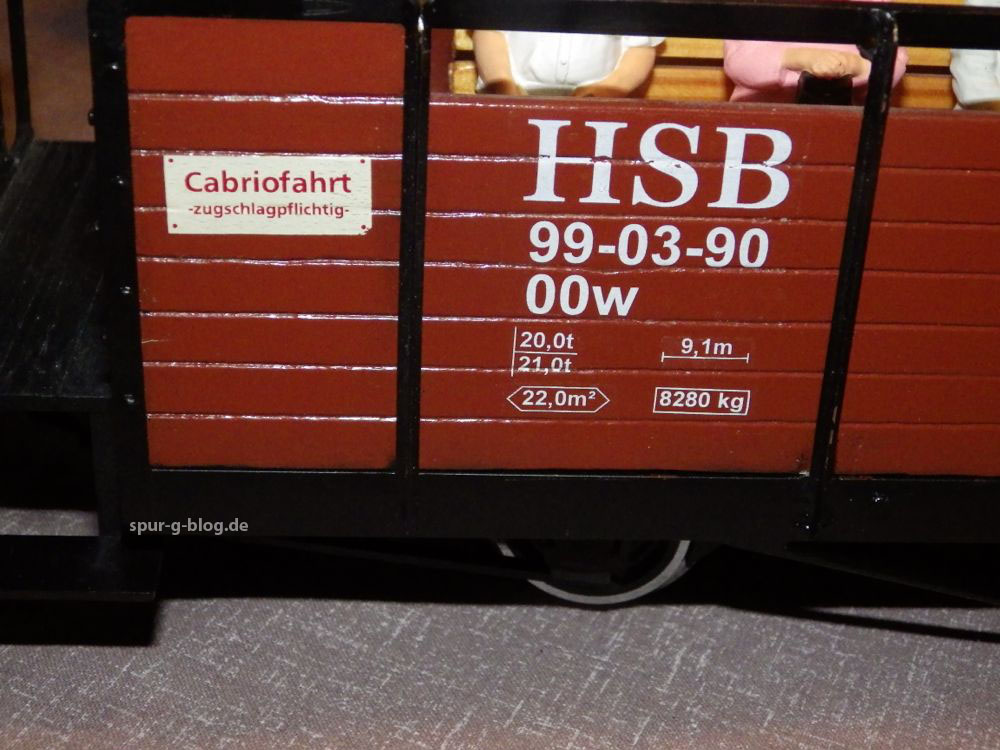 Cabriofahrt
-zugschlagpflichtig-
HSB
99-03-90
00w
20,0t
21,0t
9,1m
22,0m²
8280 kg
spur-g-blog.de